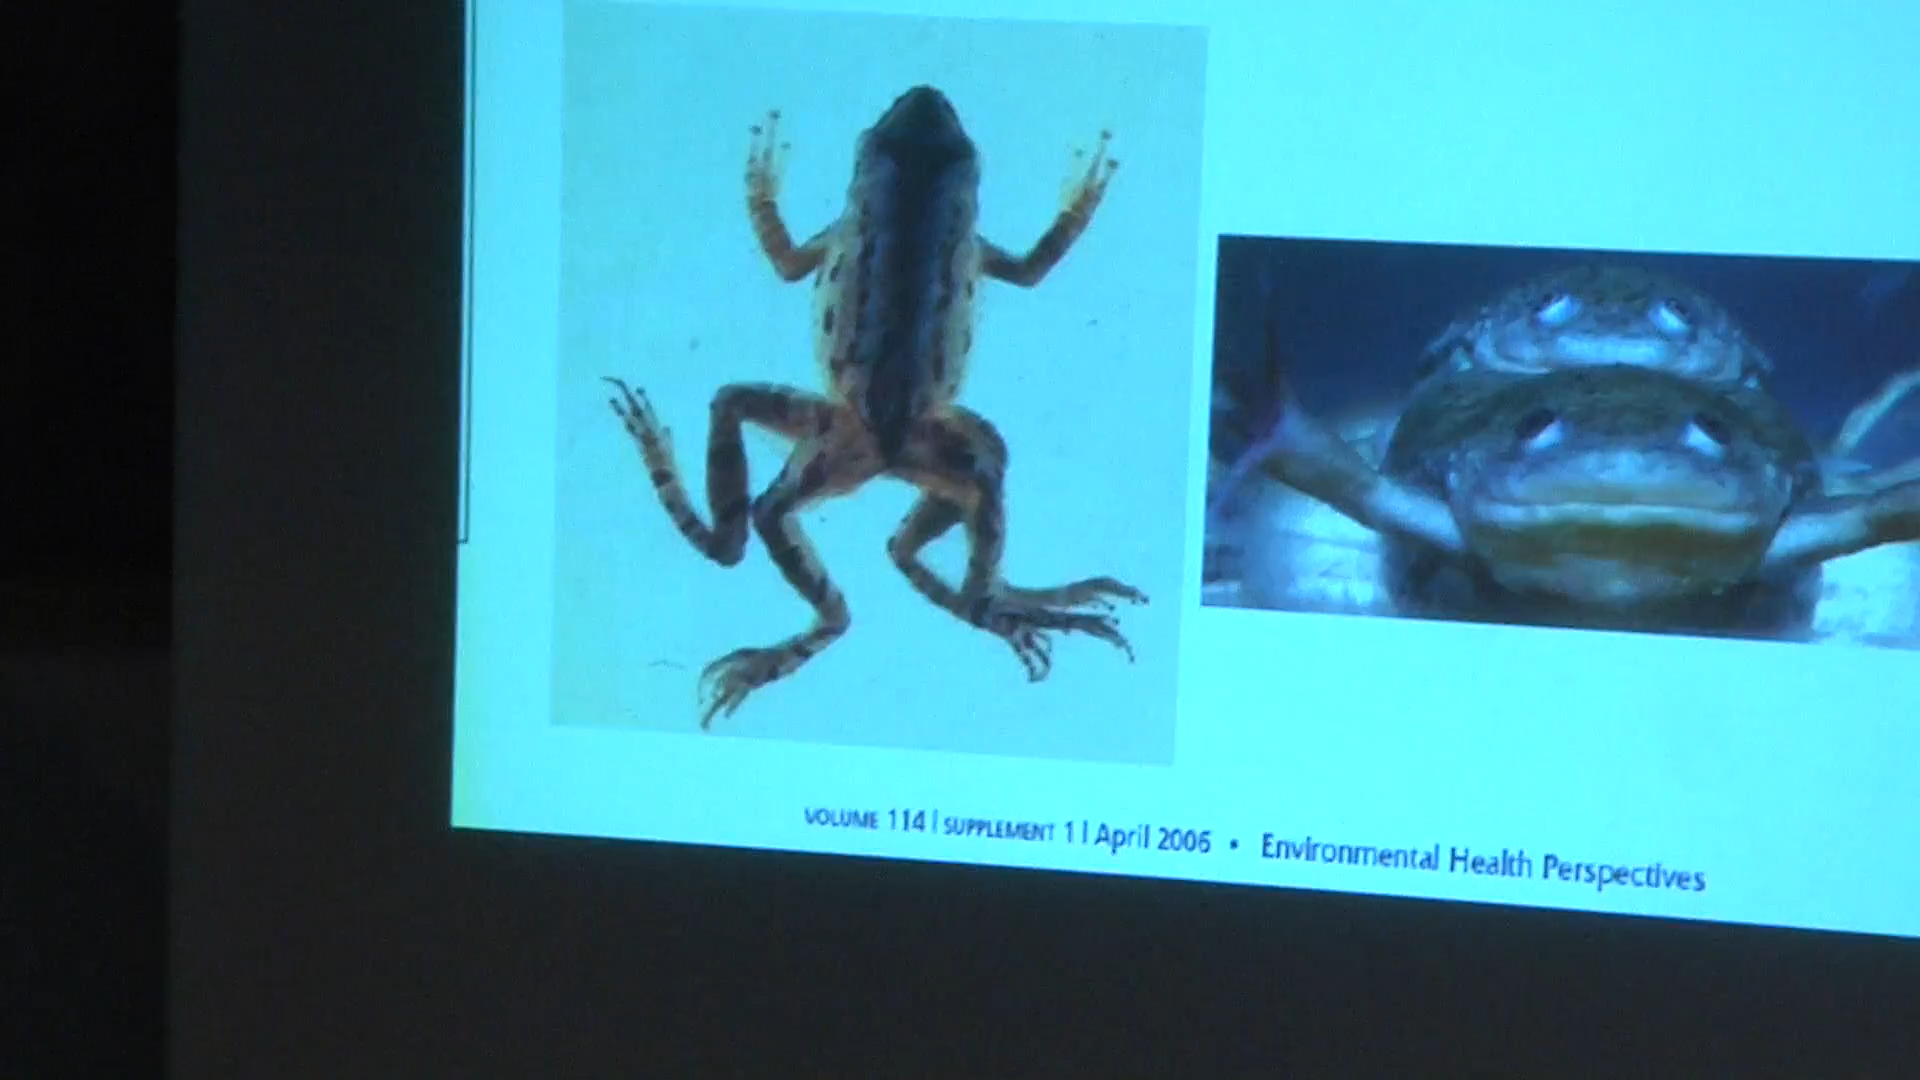 VOLUME 114 | SUPPLEMENT 1 | April 2006 • Environmental Health Perspectives